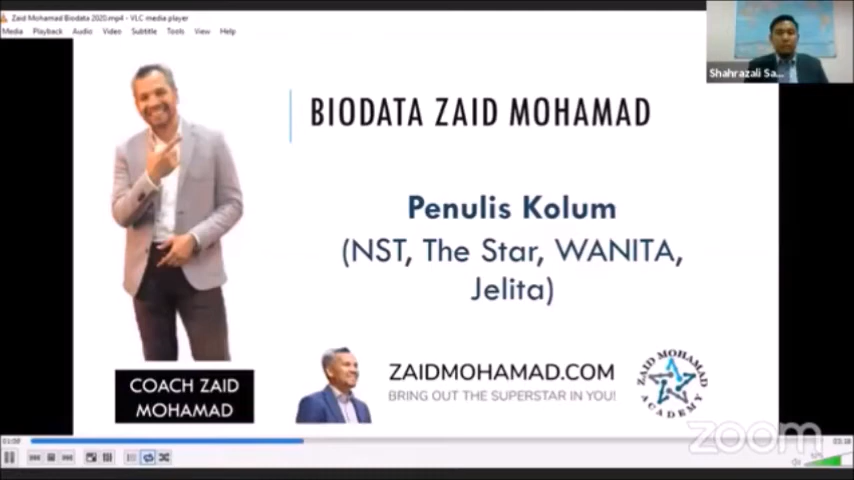 Zaid Mohamad Biodata 2020.mp4 - VLC media player
Media Playback Audio Video Subtitle Tools View Help
Shahrazali Sa...
BIODATA ZAID MOHAMAD
Penulis Kolum
(NST, The Star, WANITA,
Jelita)
COACH ZAID
MOHAMAD
ZAIDMOHAMAD.COM
BRING OUT THE SUPERSTAR IN YOU!
ZAID MOHAMAD
ACADEMY
zoom